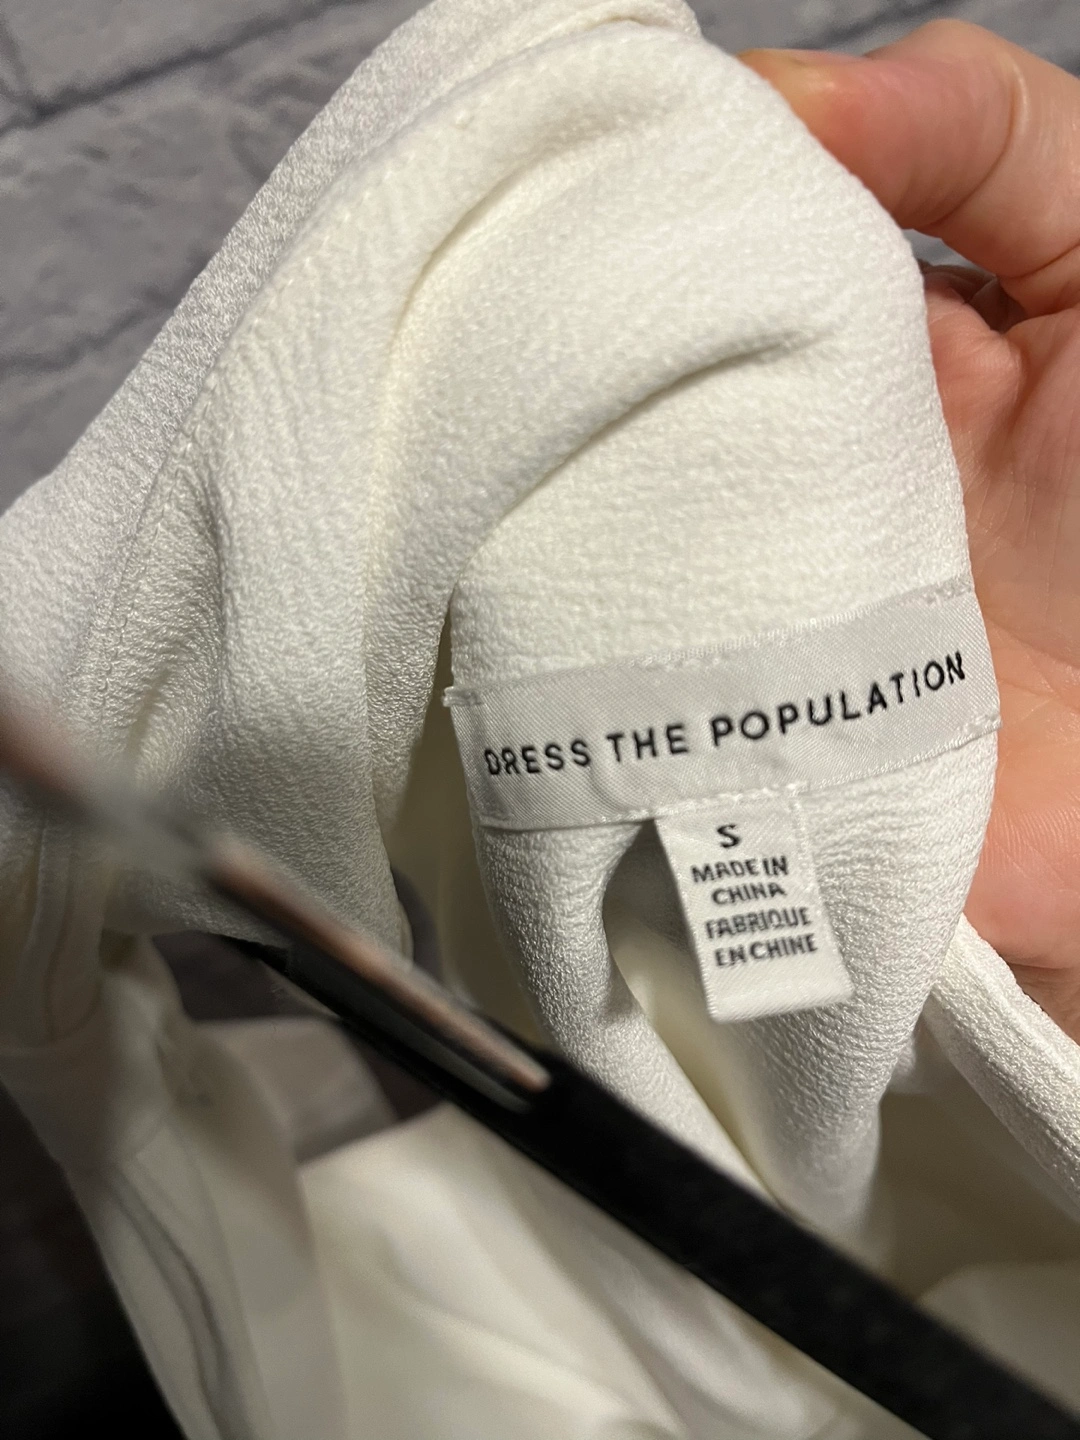 DRESS THE POPULATION
S
MADE IN
CHINA
FABRIQUE
EN CHINE